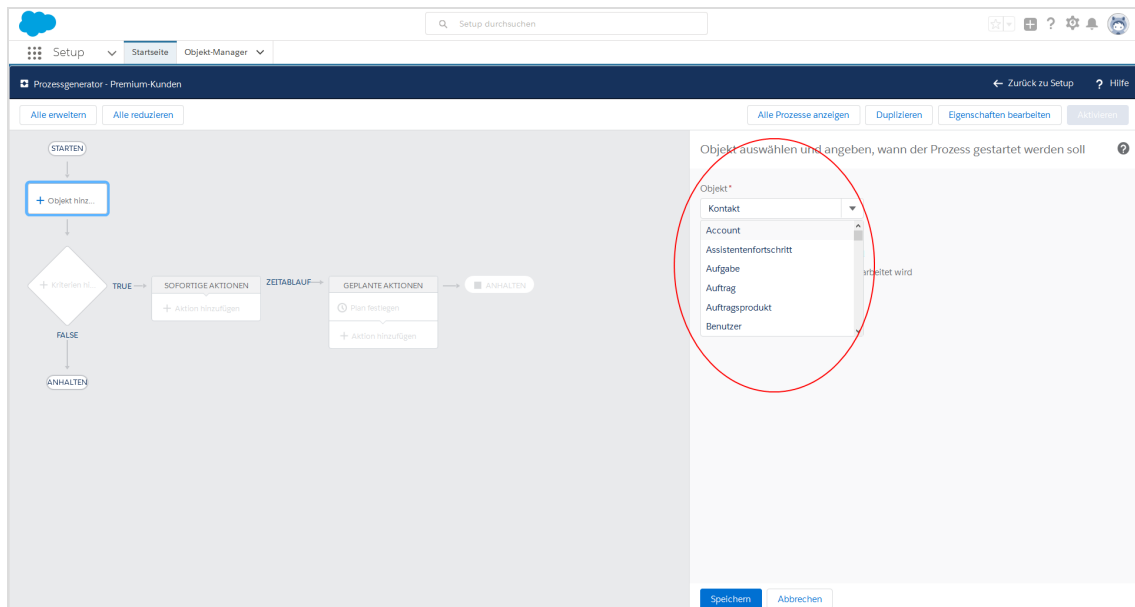 Setup durchsuchen
Setup
Startseite
Objekt-Manager
Prozessgenerator - Premium-Kunden
Zurück zu Setup
? Hilfe
Alle erweitern
Alle reduzieren
Alle Prozesse anzeigen
Duplizieren
Eigenschaften bearbeiten
Aktivieren
STARTEN
+ Objekt hinz...
+ Kriterien hi...
TRUE
SOFORTIGE AKTIONEN
+ Aktion hinzufügen
ZEITABLAUF
GEPLANTE AKTIONEN
Plan festlegen
+ Aktion hinzufügen
ANHALTEN
FALSE
ANHALTEN
Objekt auswählen und angeben, wann der Prozess gestartet werden soll
Objekt*
Kontakt
Account
Assistentenfortschritt
Aufgabe
Auftrag
Auftragsprodukt
Benutzer
arbeitet wird
Speichern
Abbrechen